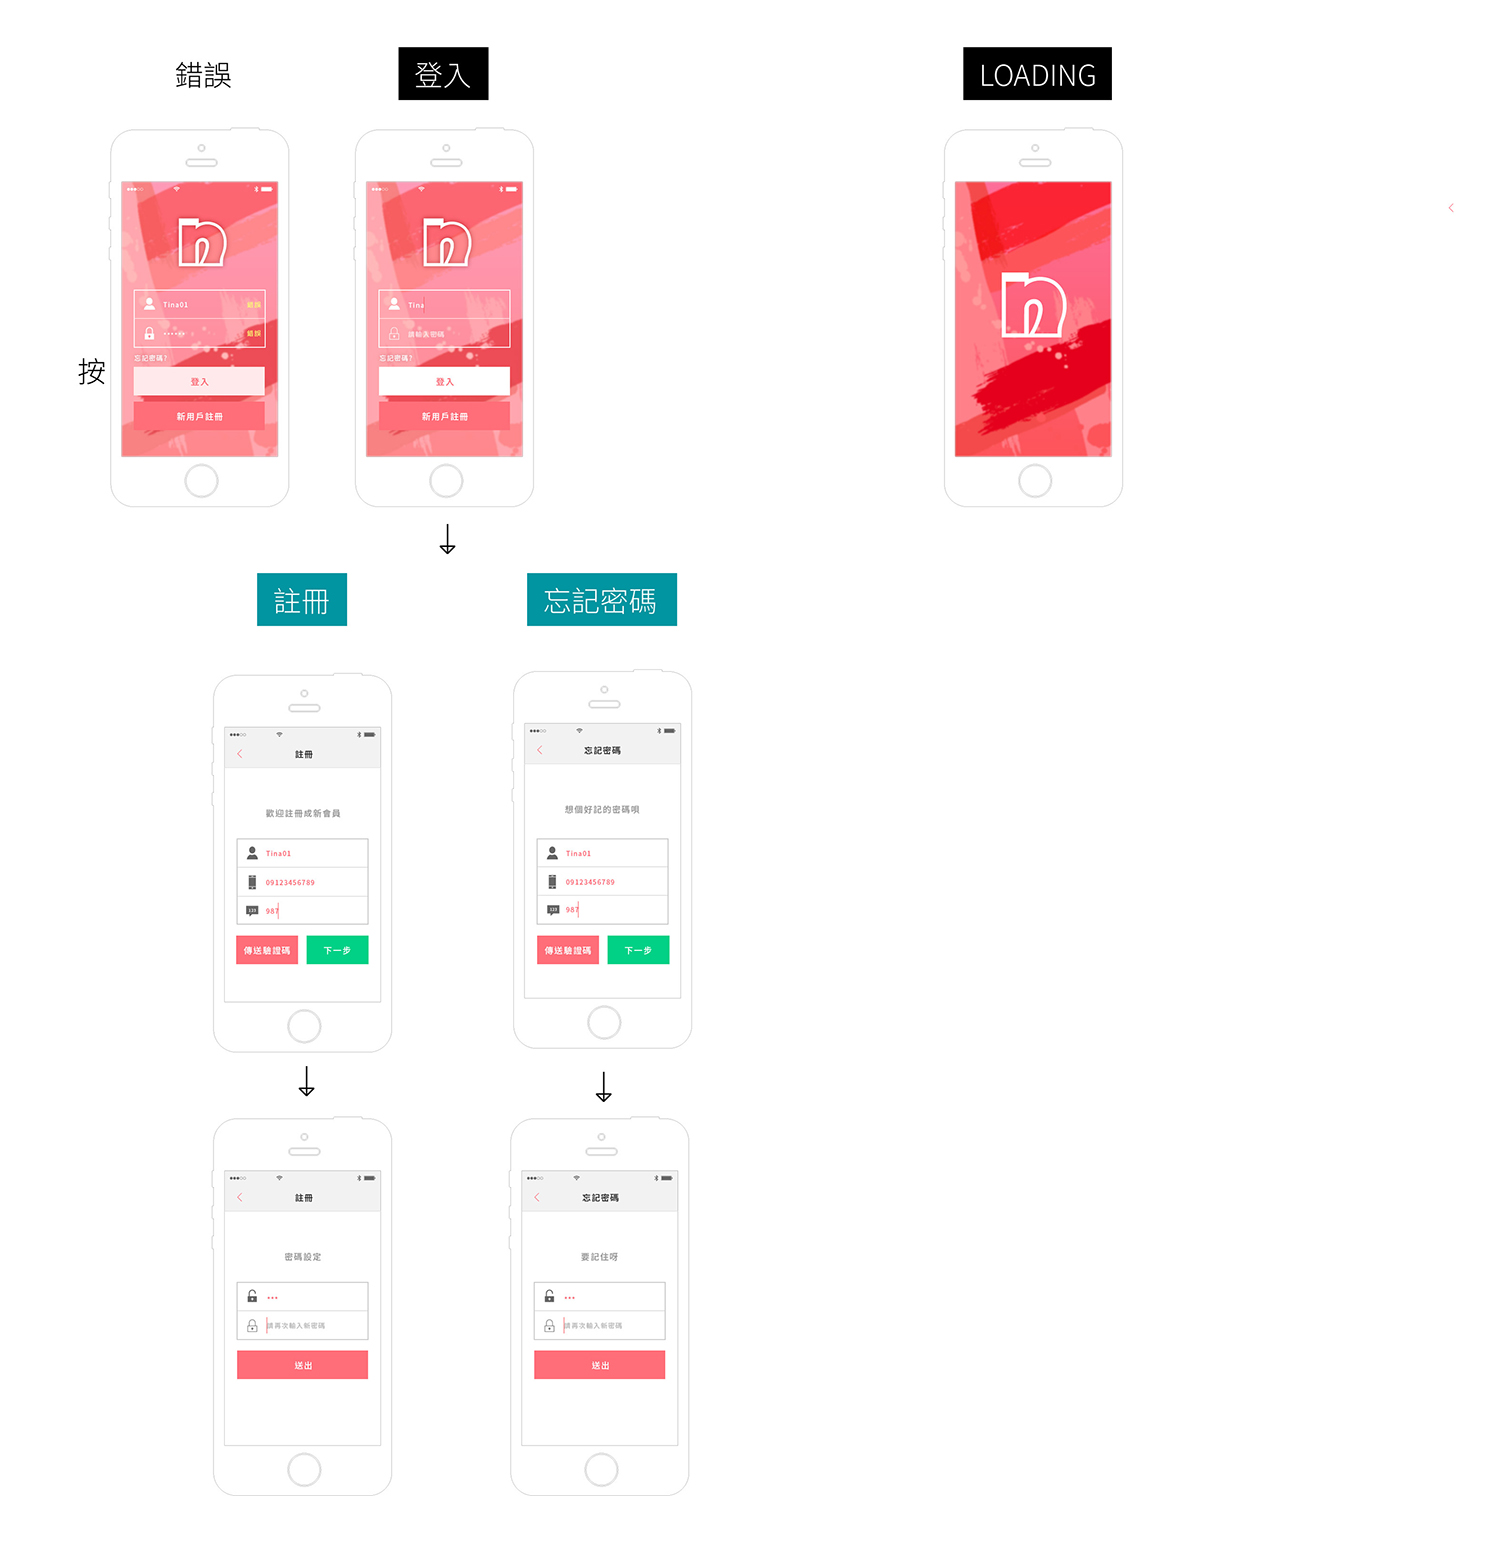 錯誤
登入
LOADING
Tina01
錯誤
••••••
錯誤
忘記密碼?
按
登入
新用戶註冊
Tina
請輸入密碼
忘記密碼?
登入
新用戶註冊
註冊
忘記密碼
註冊
歡迎註冊成新會員
Tina01
09123456789
123
987
傳送驗證碼
下一步
忘記密碼
想個好記的密碼唄
Tina01
09123456789
123
987
傳送驗證碼
下一步
註冊
密碼設定
•••
請再次輸入新密碼
送出
忘記密碼
要記住呀
•••
請再次輸入新密碼
送出